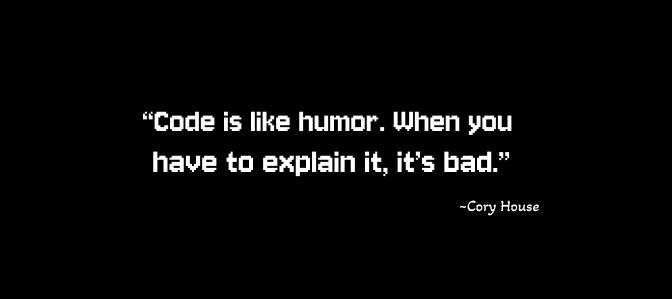 “Code is like humor. When you
have to explain it, it’s bad.”
~Cory House